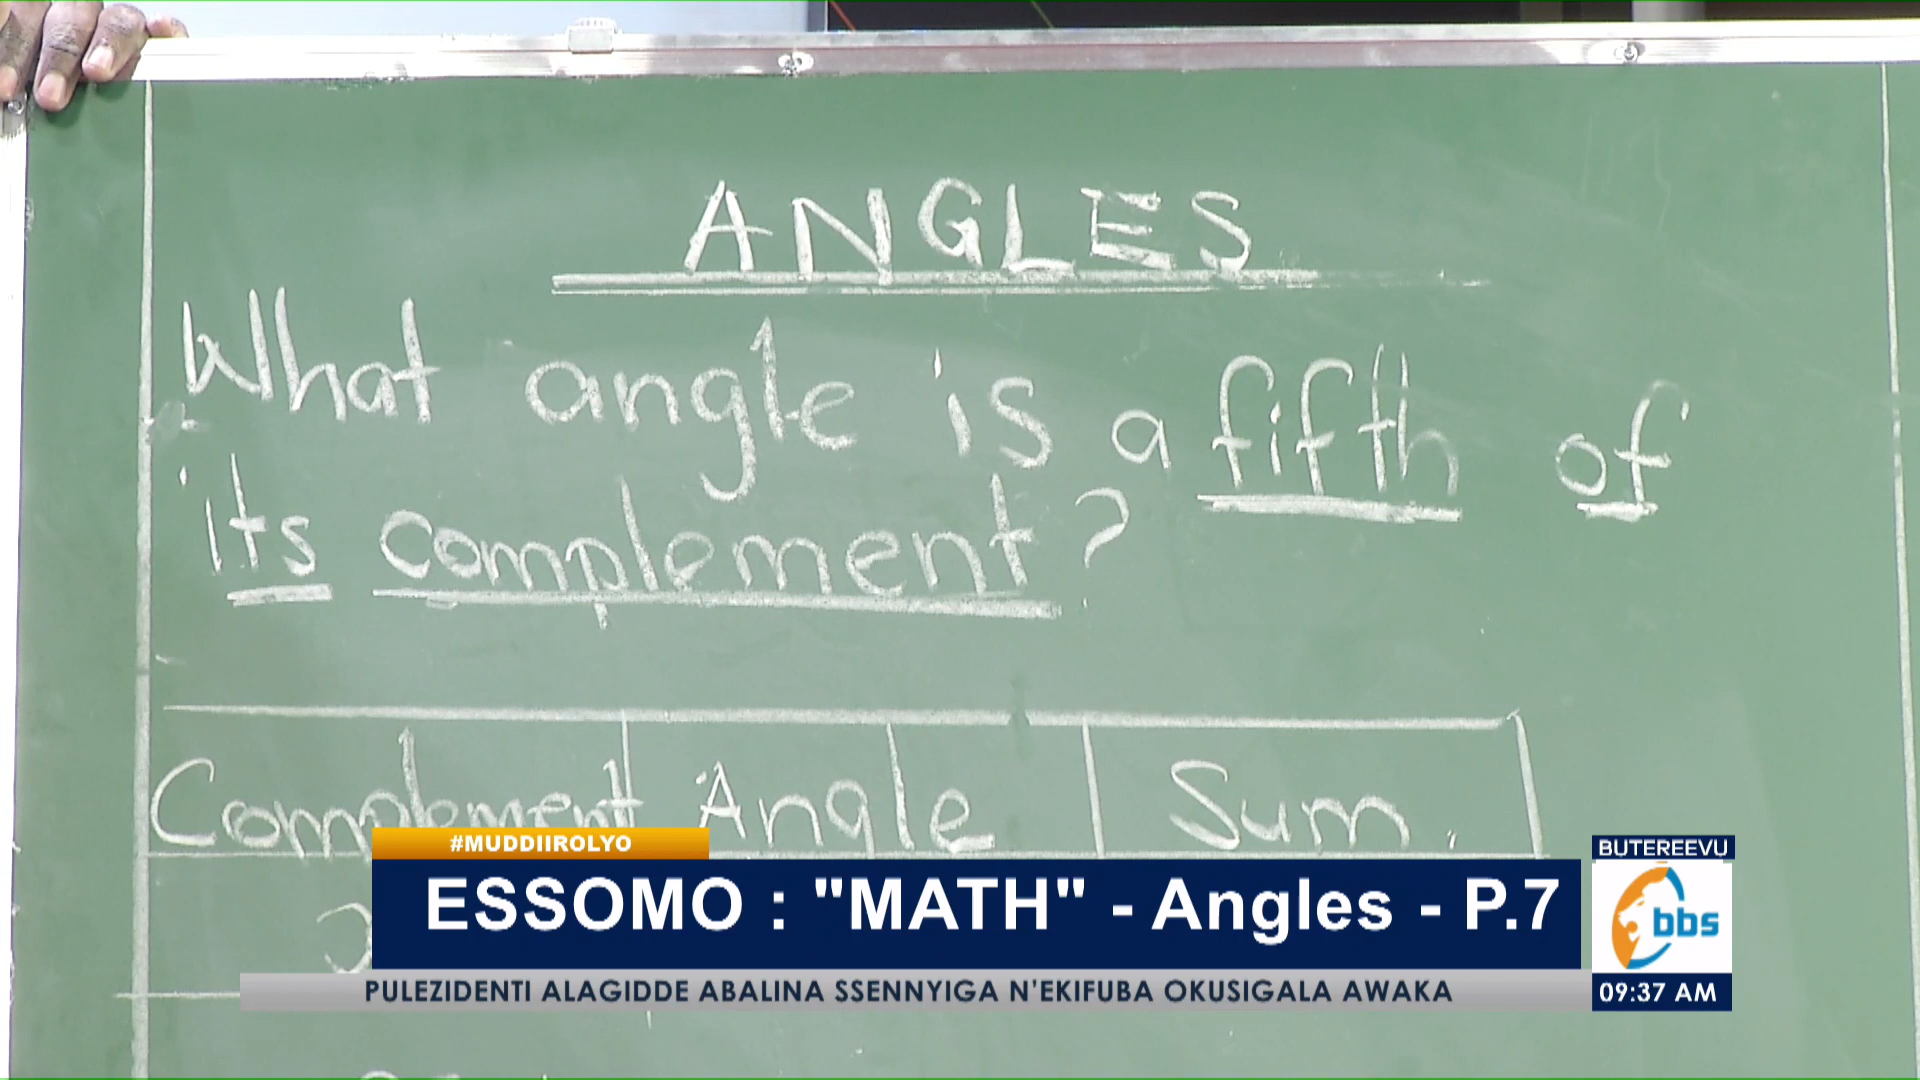 ANGLES
What angle is a fifth of
its complement?
Complement Angle Sum.
#MUDDIIROLYO
ESSOMO : "MATH" - Angles - P.7
BUTEREEVU
bbs
PULEZIDENTI ALAGIDDE ABALINA SSENNYIGA N'EKIFUBA OKUSIGALA AWAKA
09:37 AM